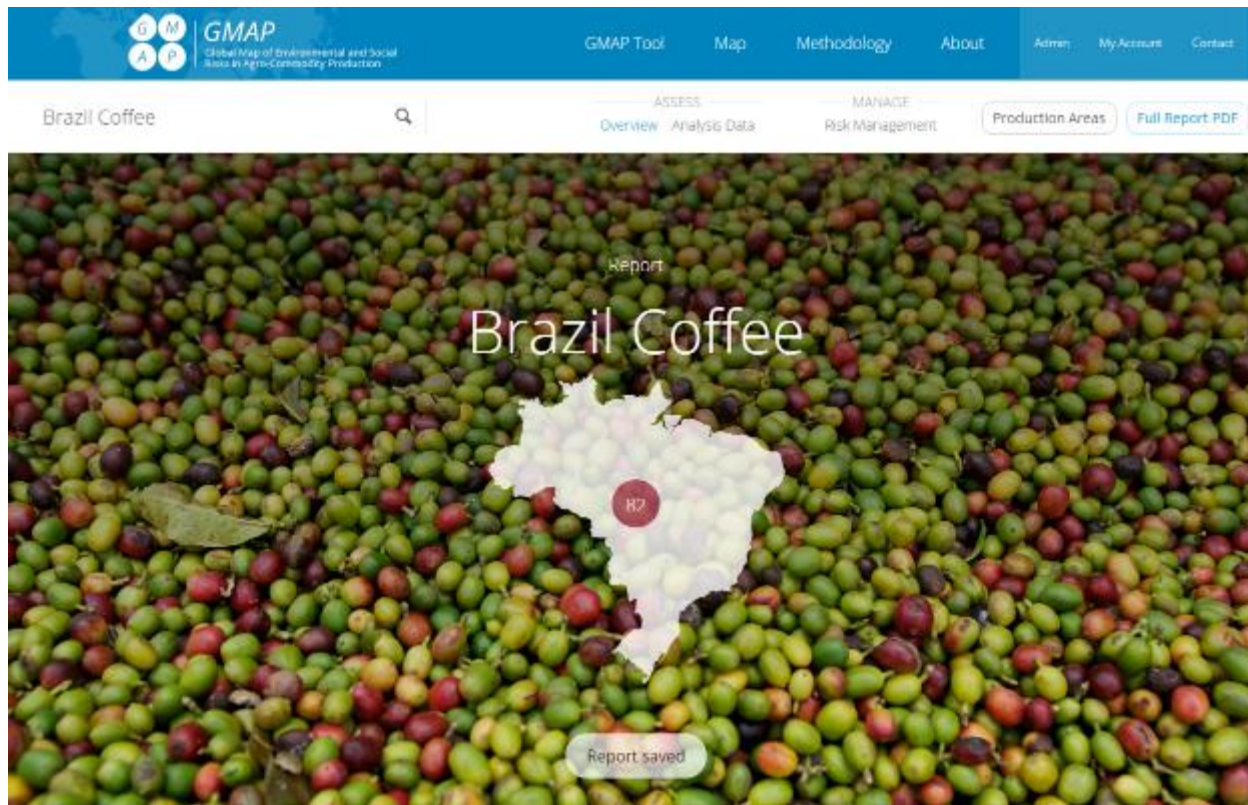 G M
A P
GMAP
Global Map of Environmental and Social
Risks in Agro-Commodity Production
GMAP Tool Map Methodology About Admin My Account Contact
Brazil Coffee
ASSESS
Overview Analysis Data
MANAGE
Risk Management
Production Areas
Full Report PDF
Report
Brazil Coffee
82
Report saved